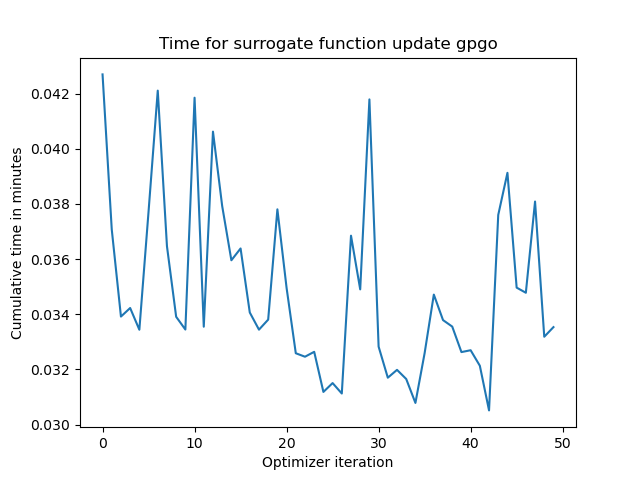 Time for surrogate function update gpgo
Cumulative time in minutes
0.042
0.040
0.038
0.036
0.034
0.032
0.030
0 10 20 30 40 50
Optimizer iteration